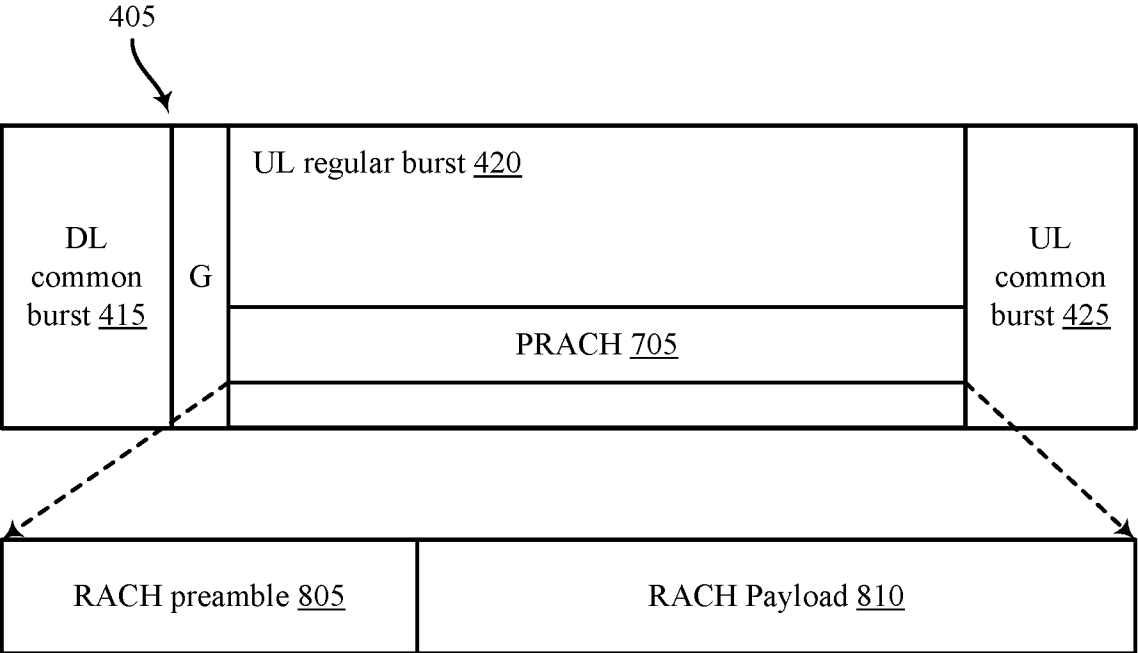 405
UL regular burst 420
DL
common
burst 415
G
UL
common
burst 425
PRACH 705
RACH preamble 805
RACH Payload 810